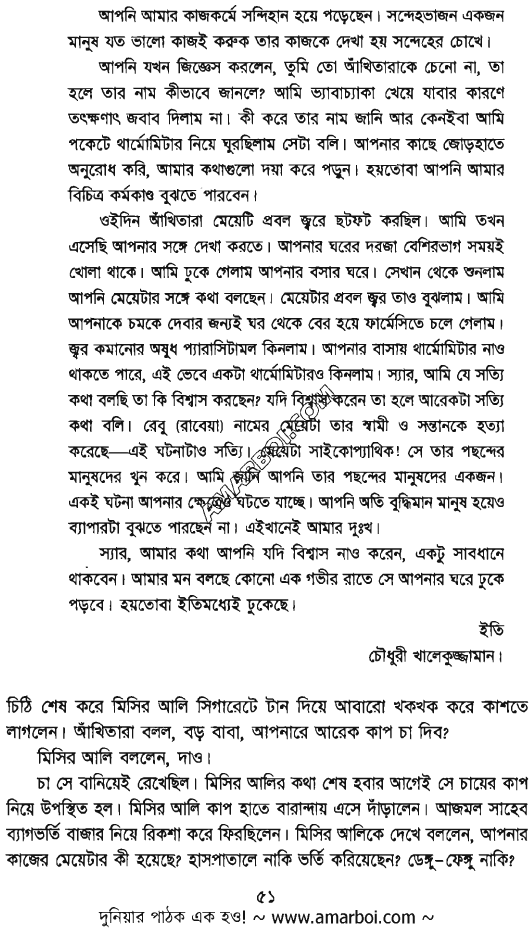 আপনি আমার কাজকর্মে সন্দিহান হয়ে পড়েছেন। সন্দেহভাজন একজন
মানুষ যত ভালো কাজই করুক তার কাজকে দেখা হয় সন্দেহের চোখে।
আপনি যখন জিজ্ঞেস করলেন, তুমি তো আঁখিতারাকে চেনো না, তা
হলে তার নাম কীভাবে জানলে? আমি ভ্যাবাচ্যাকা খেয়ে যাবার কারণে
তৎক্ষণাৎ জবাব দিলাম না। কী করে তার নাম জানি আর কেনইবা আমি
পকেটে থার্মোমিটার নিয়ে ঘুরছিলাম সেটা বলি। আপনার কাছে জোড়হাতে
অনুরোধ করি, আমার কথাগুলো দয়া করে পড়ুন। হয়তোবা আপনি আমার
বিচিত্র কর্মকাণ্ড বুঝতে পারবেন।
ওইদিন আঁখিতারা মেয়েটি প্রবল জ্বরে ছটফট করছিল। আমি তখন
এসেছি আপনার সঙ্গে দেখা করতে। আপনার ঘরের দরজা বেশিরভাগ সময়ই
খোলা থাকে। আমি ঢুকে গেলাম আপনার বসার ঘরে। সেখান থেকে শুনলাম
আপনি মেয়েটার সঙ্গে কথা বলছেন। মেয়েটার প্রবল জ্বর তাও বুঝলাম। আমি
আপনাকে চমকে দেবার জন্যই ঘর থেকে বের হয়ে ফার্মেসিতে চলে গেলাম।
জ্বর কমানোর অষুধ প্যারাসিটামল কিনলাম। আপনার বাসায় থার্মোমিটার নাও
থাকতে পারে, এই ভেবে একটা থার্মোমিটারও কিনলাম। স্যার, আমি যে সত্যি
কথা বলছি তা কি বিশ্বাস করছেন? যদি বিশ্বাস করেন তা হলে আরেকটা সত্যি
কথা বলি। রেবু (রাবেয়া) নামের মেয়েটা তার স্বামী ও সন্তানকে হত্যা
করেছে—এই ঘটনাটাও সত্যি। মেয়েটা সাইকোপ্যাথিক! সে তার পছন্দের
মানুষদের খুন করে। আমি জানি আপনি তার পছন্দের মানুষদের একজন।
একই ঘটনা আপনার ক্ষেত্রেও ঘটতে যাচ্ছে। আপনি অতি বুদ্ধিমান মানুষ হয়েও
ব্যাপারটা বুঝতে পারছেন না। এইখানেই আমার দুঃখ।
স্যার, আমার কথা আপনি যদি বিশ্বাস নাও করেন, একটু সাবধানে
থাকবেন। আমার মন বলছে কোনো এক গভীর রাতে সে আপনার ঘরে ঢুকে
পড়বে। হয়তোবা ইতিমধ্যেই ঢুকেছে।
ইতি
চৌধুরী খালেকুজ্জামান।
চিঠি শেষ করে মিসির আলি সিগারেটে টান দিয়ে আবারো খকখক করে কাশতে
লাগলেন। আঁখিতারা বলল, বড় বাবা, আপনারে আরেক কাপ চা দিব?
মিসির আলি বললেন, দাও।
চা সে বানিয়েই রেখেছিল। মিসির আলির কথা শেষ হবার আগেই সে চায়ের কাপ
নিয়ে উপস্থিত হল। মিসির আলি কাপ হাতে বারান্দায় এসে দাঁড়ালেন। আজমল সাহেব
ব্যাগভর্তি বাজার নিয়ে রিকশা করে ফিরছিলেন। মিসির আলিকে দেখে বললেন, আপনার
কাজের মেয়েটার কী হয়েছে? হাসপাতালে নাকি ভর্তি করিয়েছেন? ডেঙ্গু-ফেঙ্গু নাকি?
৫১
দুনিয়ার পাঠক এক হও! ~ www.amarboi.com ~
AMARBOI.COM